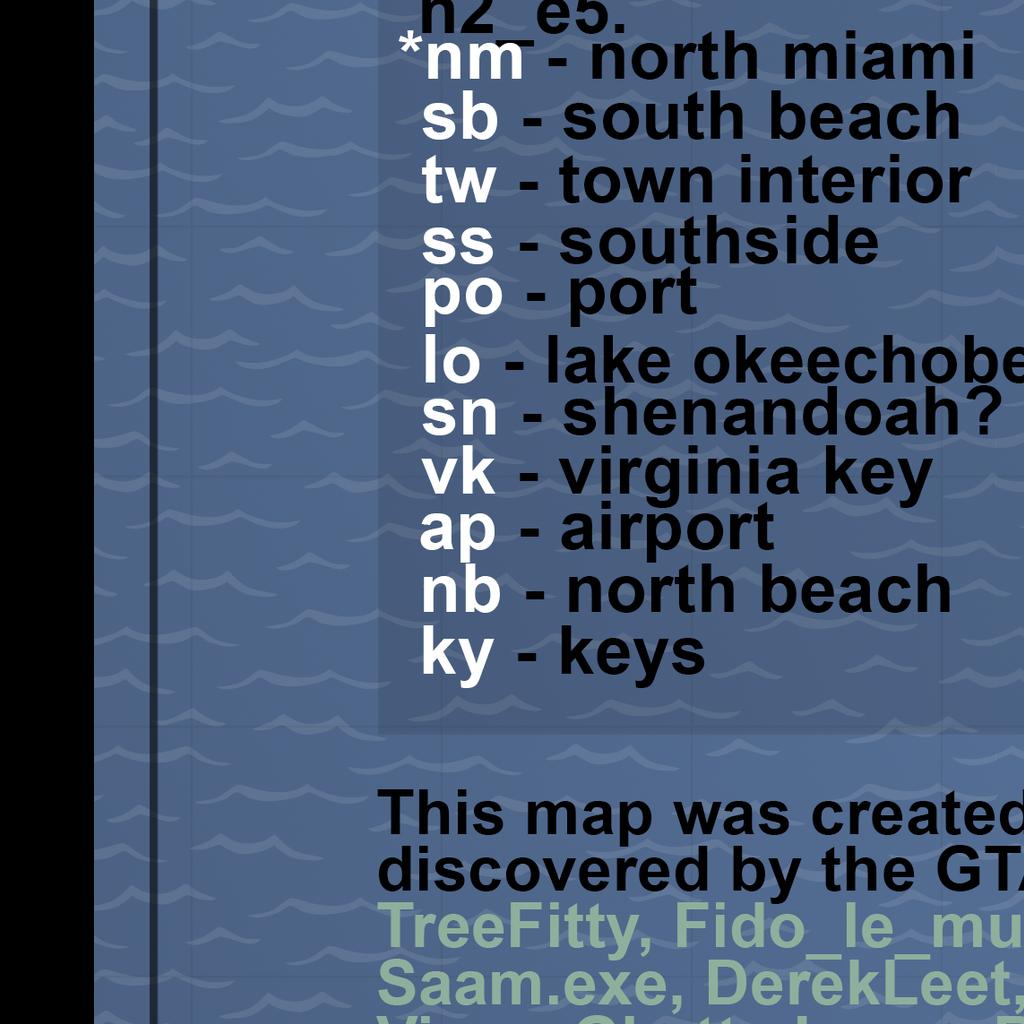 h2_e5.
*nm - north miami
sb - south beach
tw - town interior
ss - southside
po - port
lo - lake okeechobe
sn - shenandoah?
vk - virginia key
ap - airport
nb - north beach
ky - keys
This map was created
discovered by the GTA
TreeFitty, Fido_le_mu
Saam.exe, DerekLeet,